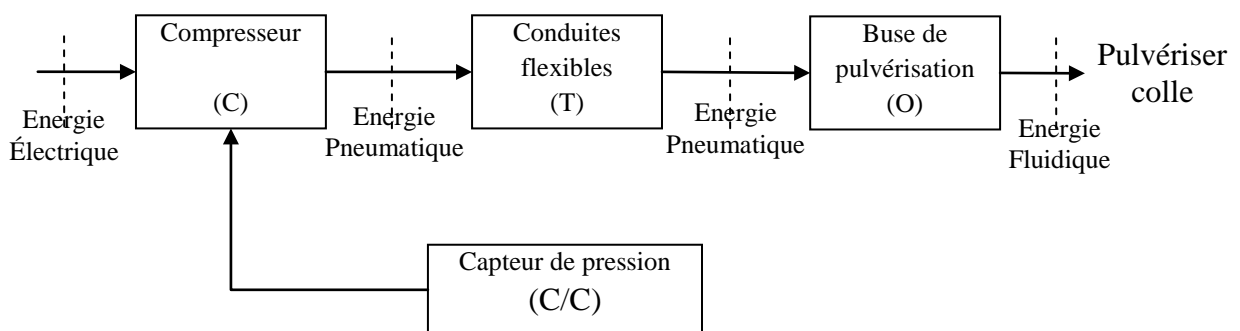 Compresseur
(C)
Conduites
flexibles
(T)
Buse de
pulvérisation
(O)
Pulvériser
colle
Energie
Électrique
Energie
Pneumatique
Energie
Pneumatique
Energie
Fluidique
Capteur de pression
(C/C)